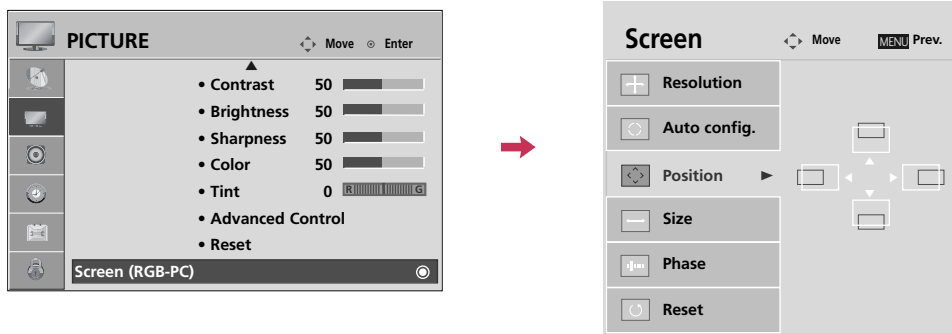 PICTURE
Move
Enter
• Contrast 50
• Brightness 50
• Sharpness 50
• Color 50
• Tint 0 R G
• Advanced Control
• Reset
Screen (RGB-PC)
Screen
Move
MENU Prev.
Resolution
Auto config.
Position
Size
Phase
Reset